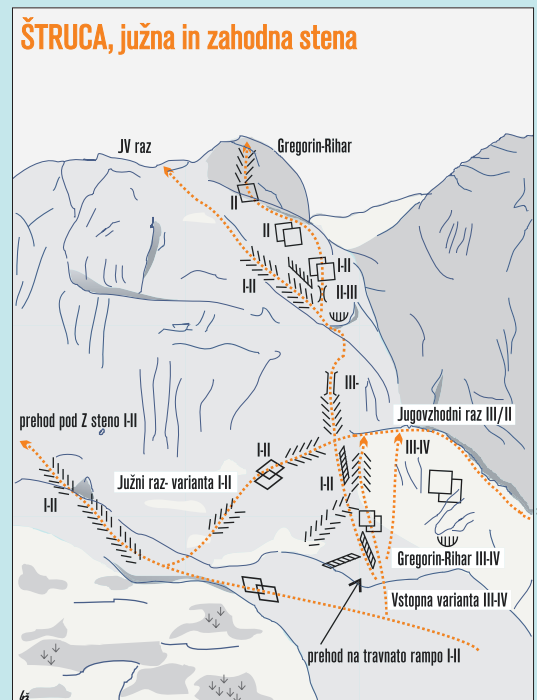 ŠTRUCA, južna in zahodna stena
JV raz
Gregorin-Rihar
II
II
I-II
I-II
II-III
III-
Jugovzhodni raz III/II
prehod pod Z steno I-II
I-II
III-IV
Južni raz- varianta I-II
I-II
I-II
Gregorin-Rihar III-IV
Vstopna varianta III-IV
prehod na travnato rampo I-II